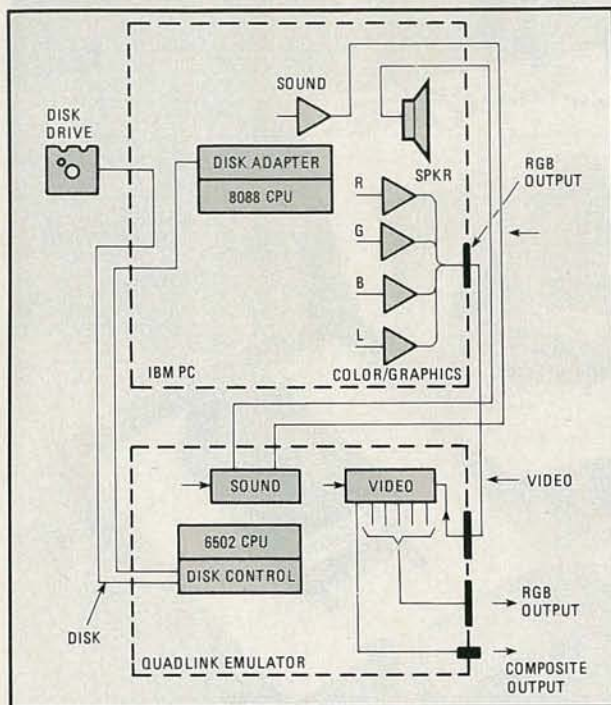 SOUND
DISK
DRIVE
DISK ADAPTER
8088 CPU
SPKR
RGB
OUTPUT
R
G
B
L
IBM PC
COLOR/GRAPHICS
SOUND
VIDEO
VIDEO
6502 CPU
DISK CONTROL
RGB
OUTPUT
DISK
QUADLINK EMULATOR
COMPOSITE
OUTPUT